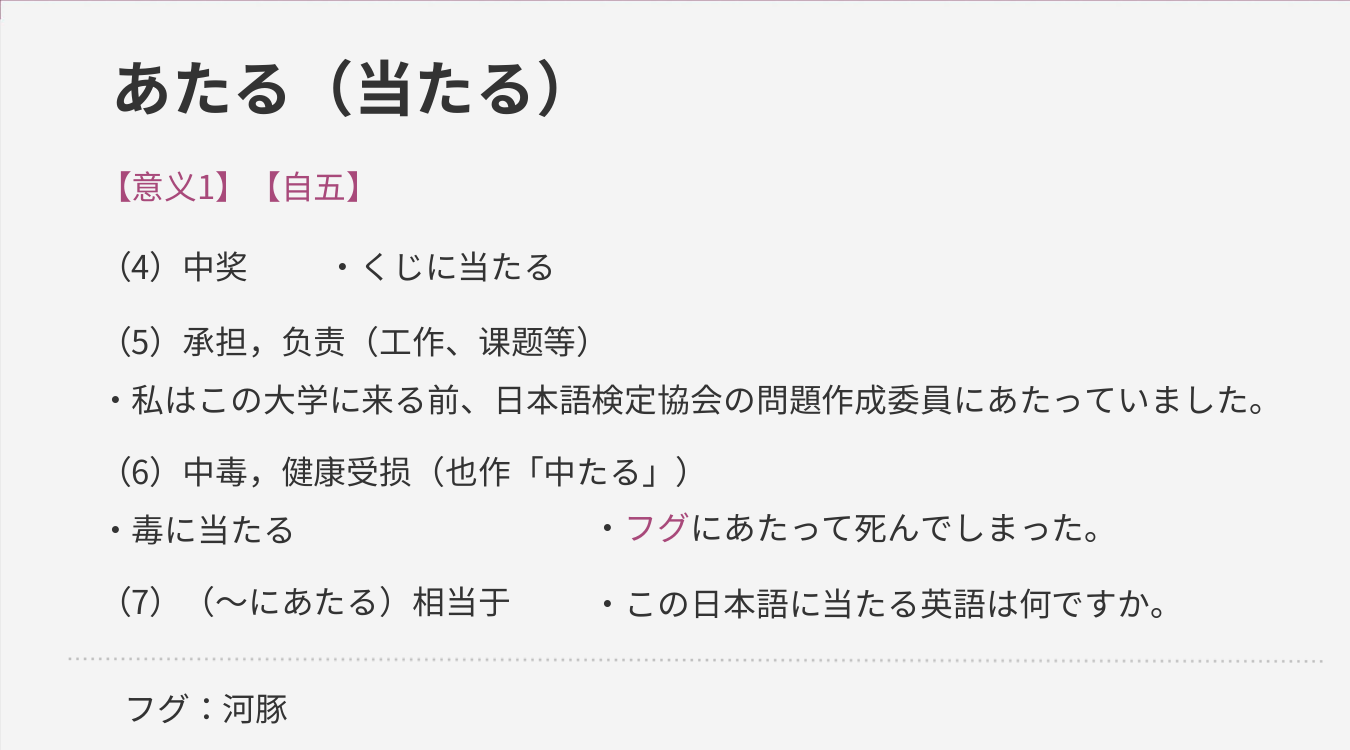 あたる（当たる）
【意义1】【自五】
（4）中奖　　・くじに当たる
（5）承担，负责（工作、课题等）
・私はこの大学に来る前、日本語検定協会の問題作成委員にあたっていました。
（6）中毒，健康受损（也作「中たる」）
・毒に当たる　　・フグにあたって死んでしまった。
（7）（～にあたる）相当于　　・この日本語に当たる英語は何ですか。
フグ：河豚